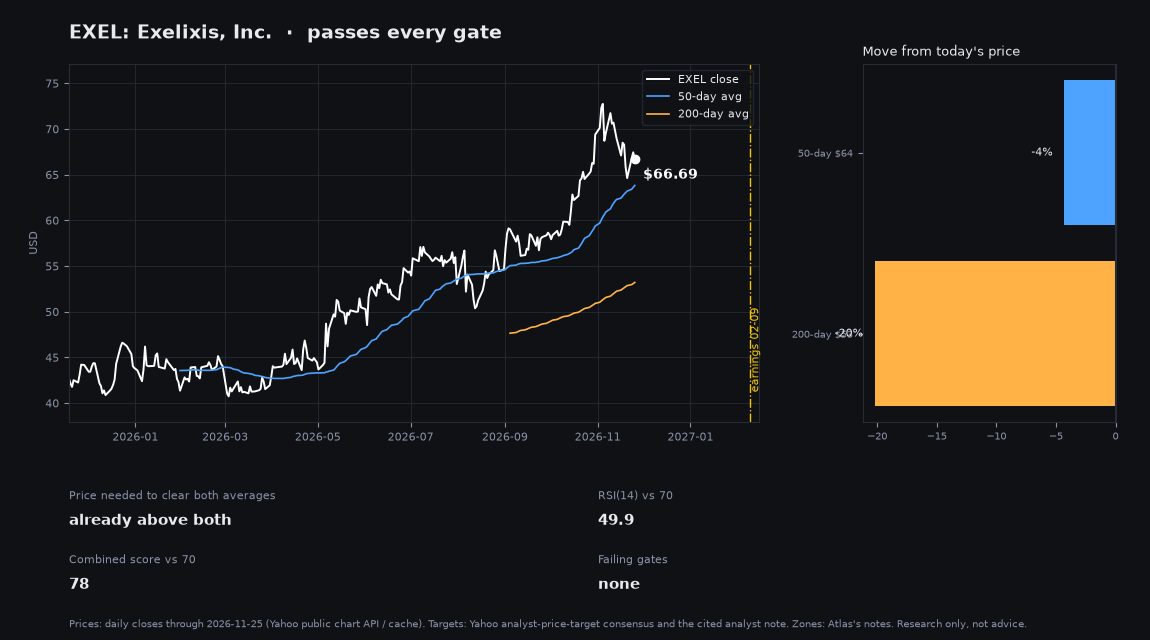 EXEL: Exelixis, Inc. · passes every gate
Move from today's price
EXEL close
50-day avg
200-day avg
75
70
65
60
55
50
45
40
USD
$66.69
earnings 02-09
2026-01
2026-03
2026-05
2026-07
2026-09
2026-11
2027-01
50-day $64
-4%
200-day
-20%
−20
−15
−10
−5
0
Price needed to clear both averages
already above both
RSI(14) vs 70
49.9
Combined score vs 70
78
Failing gates
none
Prices: daily closes through 2026-11-25 (Yahoo public chart API / cache). Targets: Yahoo analyst-price-target consensus and the cited analyst note. Zones: Atlas's notes. Research only, not advice.